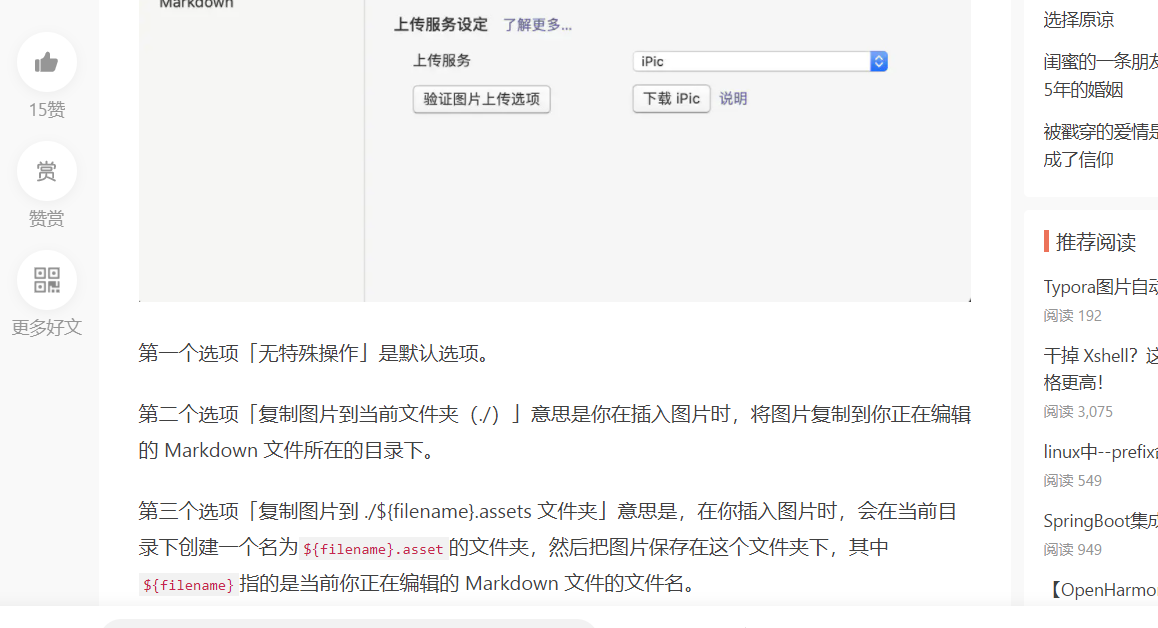 Markdown
上传服务设定 了解更多...
上传服务
iPic
验证图片上传选项
下载 iPic
说明
15赞
赏
赞赏
更多好文
第一个选项「无特殊操作」是默认选项。
第二个选项「复制图片到当前文件夹（./）」意思是你在插入图片时，将图片复制到你正在编辑
的 Markdown 文件所在的目录下。
第三个选项「复制图片到 ./${filename}.assets 文件夹」意思是，在你插入图片时，会在当前目
录下创建一个名为 ${filename}.asset 的文件夹，然后把图片保存在这个文件夹下，其中
${filename} 指的是当前你正在编辑的 Markdown 文件的文件名。
选择原谅
闺蜜的一条朋友
5年的婚姻
被戳穿的爱情是
成了信仰
推荐阅读
Typora图片自动
阅读 192
干掉 Xshell？这
格更高！
阅读 3,075
linux中--prefix
阅读 549
SpringBoot集成
阅读 949
【OpenHarmo